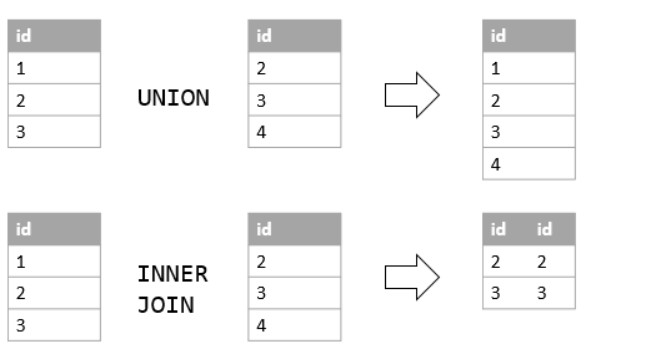 id id id
1 2 1
2 UNION 3 2
3 4 3
4
id id id id
1 2 2 2
2 INNER 3 3 3
JOIN
3 4